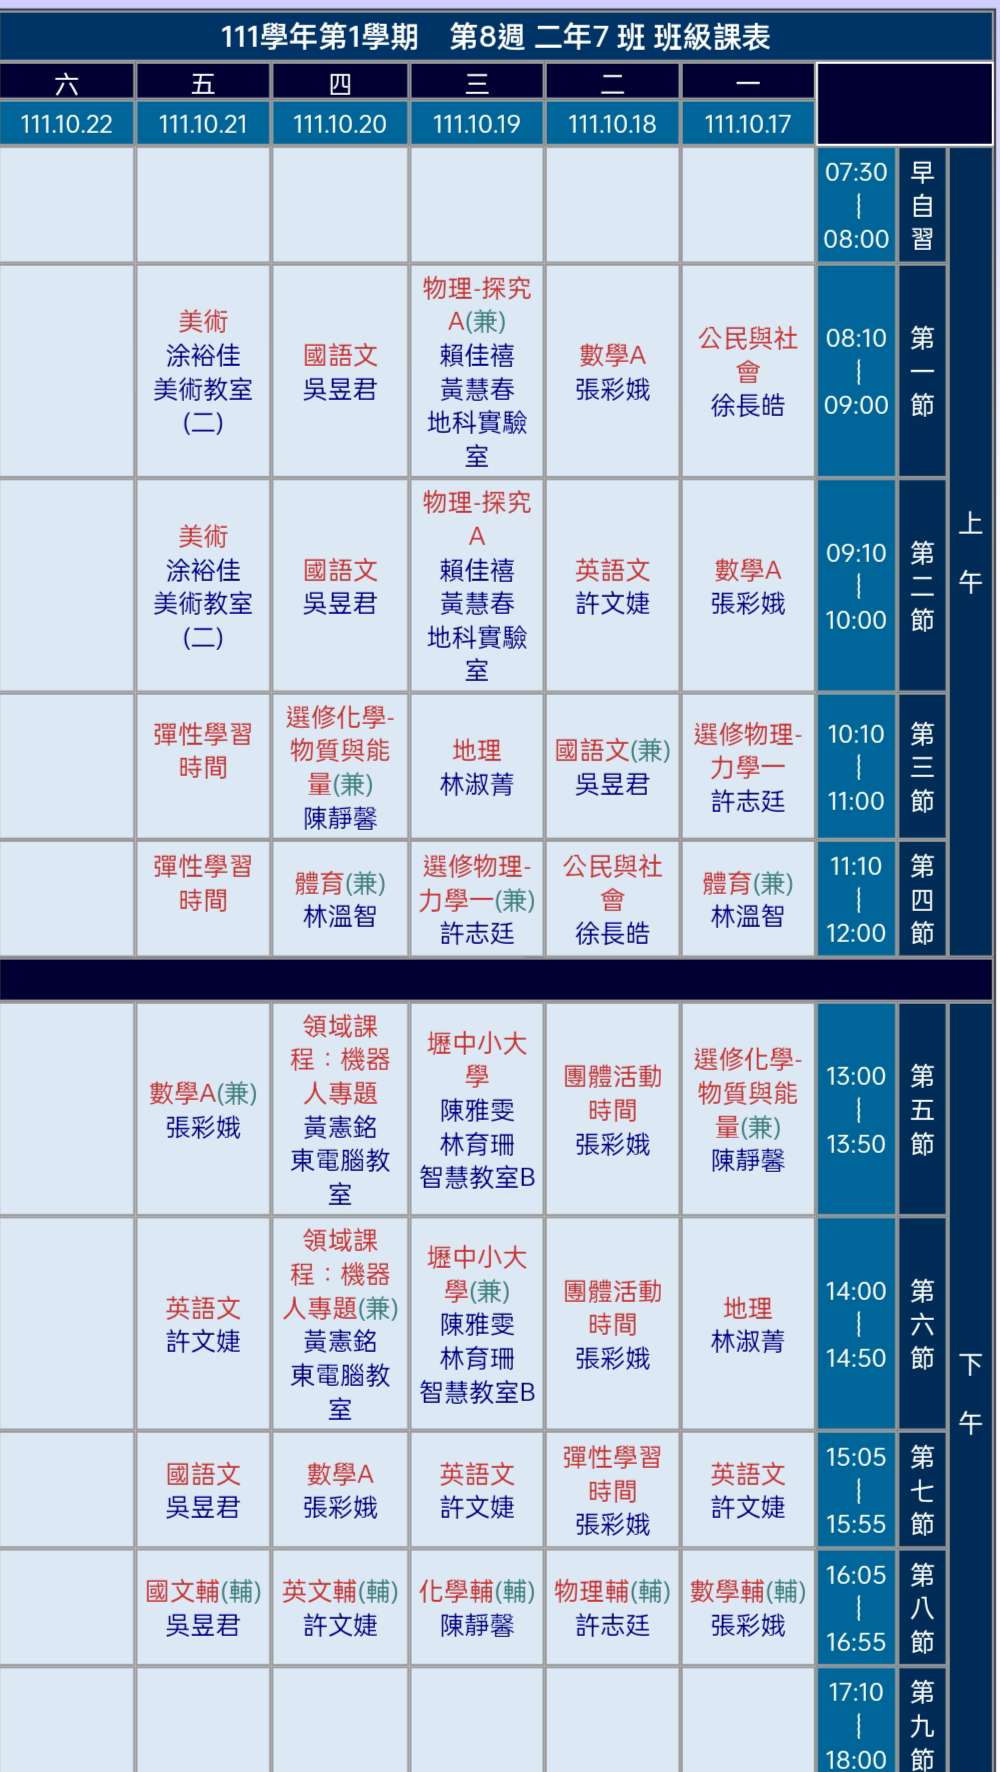 111學年第1學期　第8週 二年7 班 班級課表
六 五 四 三 二 一
111.10.22 111.10.21 111.10.20 111.10.19 111.10.18 111.10.17
07:30
⌇
08:00
早
自
習
上
午
美術
涂裕佳
美術教室
(二)
國語文
吳昱君
物理-探究
A(兼)
賴佳禧
黃慧春
地科實驗
室
數學A
張彩娥
公民與社
會
徐長皓
08:10
⌇
09:00
第
一
節
美術
涂裕佳
美術教室
(二)
國語文
吳昱君
物理-探究
A
賴佳禧
黃慧春
地科實驗
室
英語文
許文婕
數學A
張彩娥
09:10
⌇
10:00
第
二
節
彈性學習
時間
選修化學-
物質與能
量(兼)
陳靜馨
地理
林淑菁
國語文(兼)
吳昱君
選修物理-
力學一
許志廷
10:10
⌇
11:00
第
三
節
彈性學習
時間
體育(兼)
林溫智
選修物理-
力學一(兼)
許志廷
公民與社
會
徐長皓
體育(兼)
林溫智
11:10
⌇
12:00
第
四
節
數學A(兼)
張彩娥
領域課
程：機器
人專題
黃憲銘
東電腦教
室
壢中小大
學
陳雅雯
林育珊
智慧教室B
團體活動
時間
張彩娥
選修化學-
物質與能
量(兼)
陳靜馨
13:00
⌇
13:50
第
五
節
下
午
英語文
許文婕
領域課
程：機器
人專題(兼)
黃憲銘
東電腦教
室
壢中小大
學(兼)
陳雅雯
林育珊
智慧教室B
團體活動
時間
張彩娥
地理
林淑菁
14:00
⌇
14:50
第
六
節
國語文
吳昱君
數學A
張彩娥
英語文
許文婕
彈性學習
時間
張彩娥
英語文
許文婕
15:05
⌇
15:55
第
七
節
國文輔(輔)
吳昱君
英文輔(輔)
許文婕
化學輔(輔)
陳靜馨
物理輔(輔)
許志廷
數學輔(輔)
張彩娥
16:05
⌇
16:55
第
八
節
17:10
⌇
18:00
第
九
節